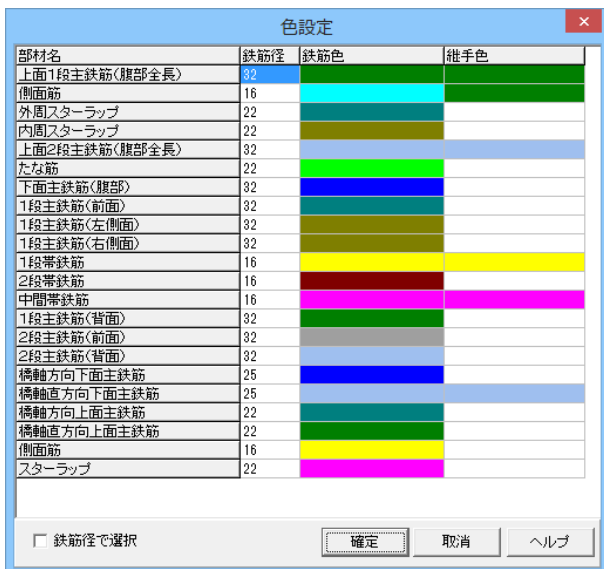 色設定
部材名 鉄筋径 鉄筋色 継手色
上面1段主鉄筋(腹部全長) 32
側面筋 16
外周スターラップ 22
内周スターラップ 22
上面2段主鉄筋(腹部全長) 32
たな筋 22
下面主鉄筋(腹部) 32
1段主鉄筋(前面) 32
1段主鉄筋(左側面) 32
1段主鉄筋(右側面) 32
1段帯鉄筋 16
2段帯鉄筋 16
中間帯鉄筋 16
1段主鉄筋(背面) 32
2段主鉄筋(前面) 32
2段主鉄筋(背面) 32
橋軸方向下面主鉄筋 25
橋軸直方向下面主鉄筋 25
橋軸方向上面主鉄筋 22
橋軸直方向上面主鉄筋 22
側面筋 16
スターラップ 22
鉄筋径で選択 確定 取消 ヘルプ